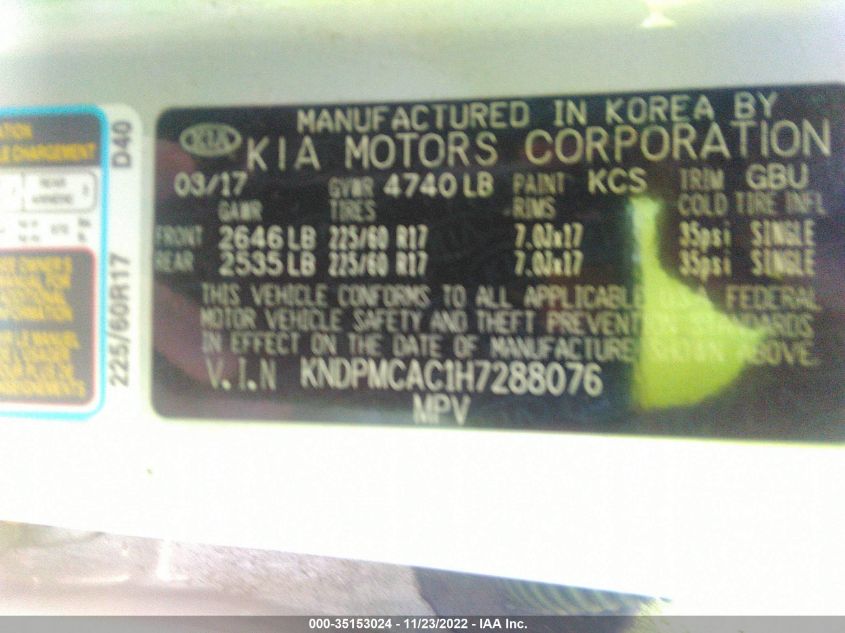 MANUFACTURED IN KOREA BY
KIA KIA MOTORS CORPORATION
03/17 GVWR 4740 LB PAINT KCS TRIM GBU
GAWR TIRES RIMS COLD TIRE INFL
FRONT 2646 LB 225/60 R17 7.0Jx17 35psi SINGLE
REAR 2535 LB 225/60 R17 7.0Jx17 35psi SINGLE
THIS VEHICLE CONFORMS TO ALL APPLICABLE U.S.A. FEDERAL
MOTOR VEHICLE SAFETY AND THEFT PREVENTION STANDARDS
IN EFFECT ON THE DATE OF MANUFACTURE SHOWN ABOVE.
V.I.N KNDPMCAC1H7288076
MPV
D40
225/60R17
000-35153024 - 11/23/2022 - IAA Inc.